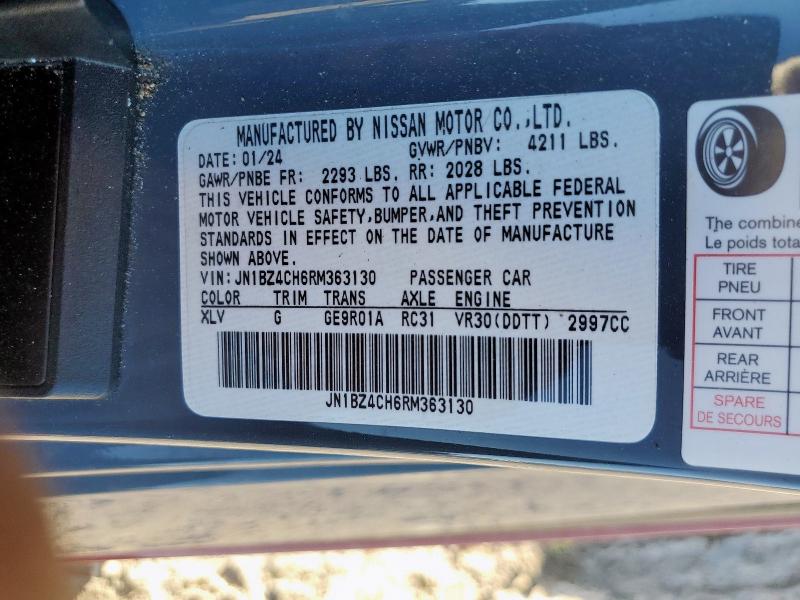 MANUFACTURED BY NISSAN MOTOR CO.,LTD.
DATE: 01/24 GVWR/PNBV: 4211 LBS.
GAWR/PNBE FR: 2293 LBS. RR: 2028 LBS.
THIS VEHICLE CONFORMS TO ALL APPLICABLE FEDERAL
MOTOR VEHICLE SAFETY,BUMPER,AND THEFT PREVENTION
STANDARDS IN EFFECT ON THE DATE OF MANUFACTURE
SHOWN ABOVE.
VIN: JN1BZ4CH6RM363130 PASSENGER CAR
COLOR TRIM TRANS AXLE ENGINE
XLV G GE9R01A RC31 VR30(DDTT) 2997CC
JN1BZ4CH6RM363130
The combine
Le poids tota
TIRE
PNEU
FRONT
AVANT
REAR
ARRIÈRE
SPARE
DE SECOURS